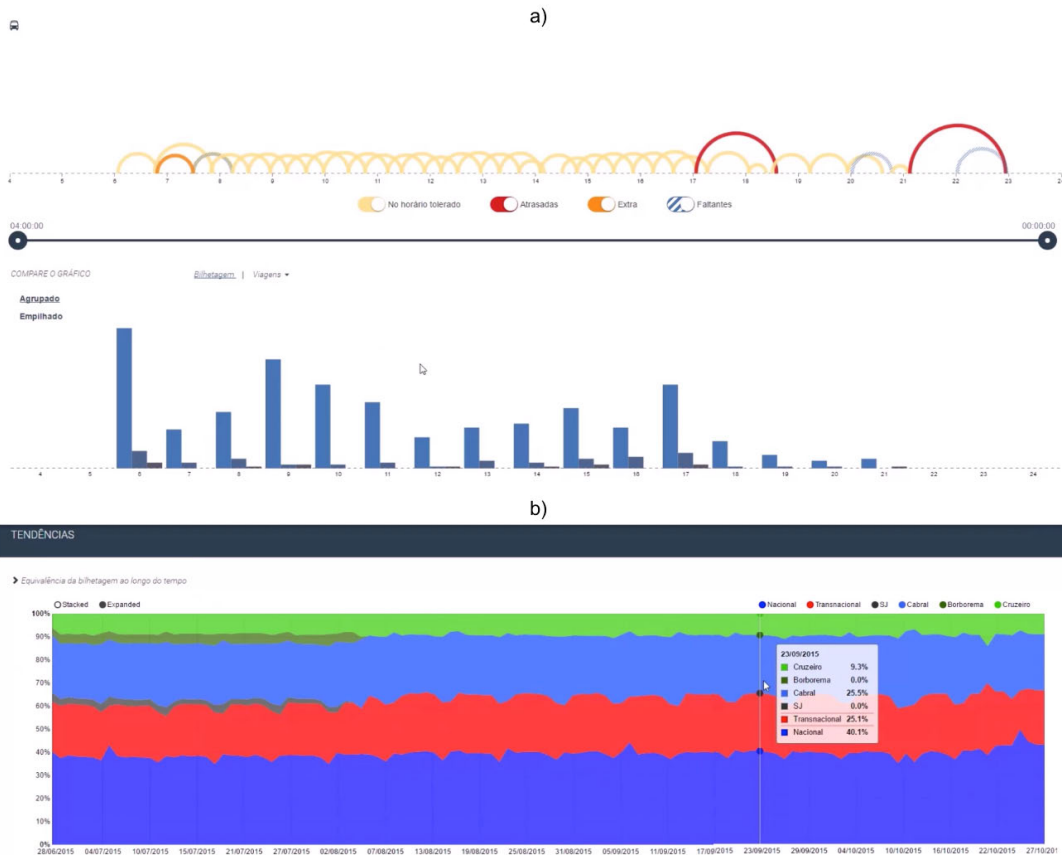 a)
4 5 6 7 8 9 10 11 12 13 14 15 16 17 18 19 20 21 22 23
No horário tolerado Atrasadas Extra Faltantes
04:00:00 00:00:00
COMPARE O GRÁFICO Bilhetagem | Viagens
Agrupado
Empilhado
4 5 6 7 8 9 10 11 12 13 14 15 16 17 18 19 20 21 22 23 24
b)
TENDÊNCIAS
Equivalência da bilhetagem ao longo do tempo
Stacked Expanded Nacional Transnacional SJ Cabral Borborema Cruzeiro
100%
90%
80%
70%
60%
50%
40%
30%
20%
10%
0%
23/09/2015
Cruzeiro 9.3%
Borborema 0.0%
Cabral 25.5%
SJ 0.0%
Transnacional 25.1%
Nacional 40.1%
28/06/2015 04/07/2015 10/07/2015 15/07/2015 21/07/2015 27/07/2015 02/08/2015 07/08/2015 13/08/2015 19/08/2015 25/08/2015 31/08/2015 05/09/2015 11/09/2015 17/09/2015 23/09/2015 29/09/2015 04/10/2015 10/10/2015 16/10/2015 22/10/2015 27/10/201